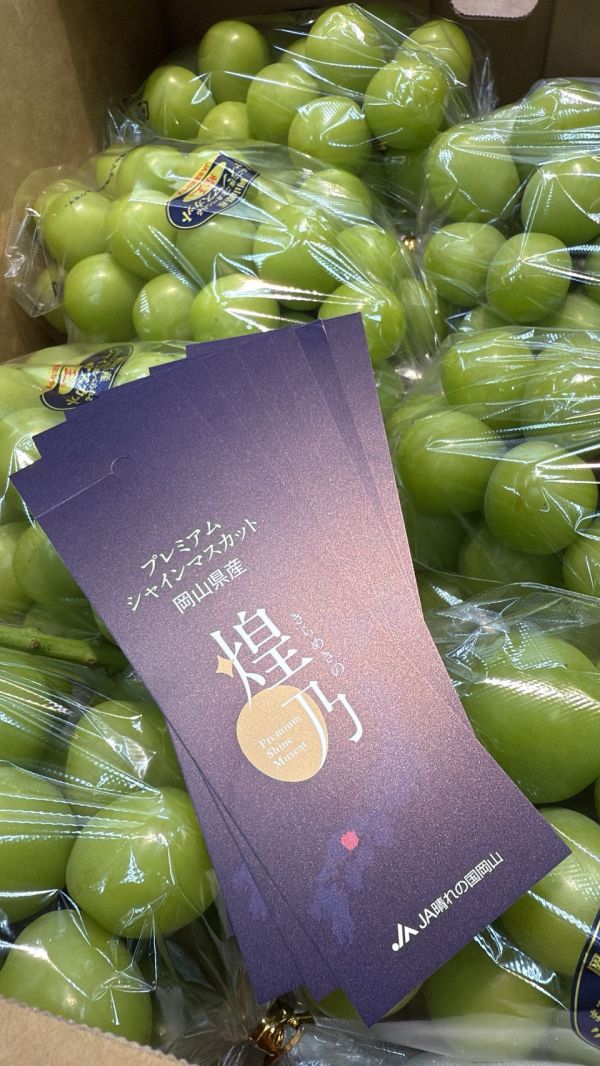 プレミアム
シャインマスカット
岡山県産
煌乃
きらめきの
Premium
Shine
Muscat
JA JA晴れの国岡山